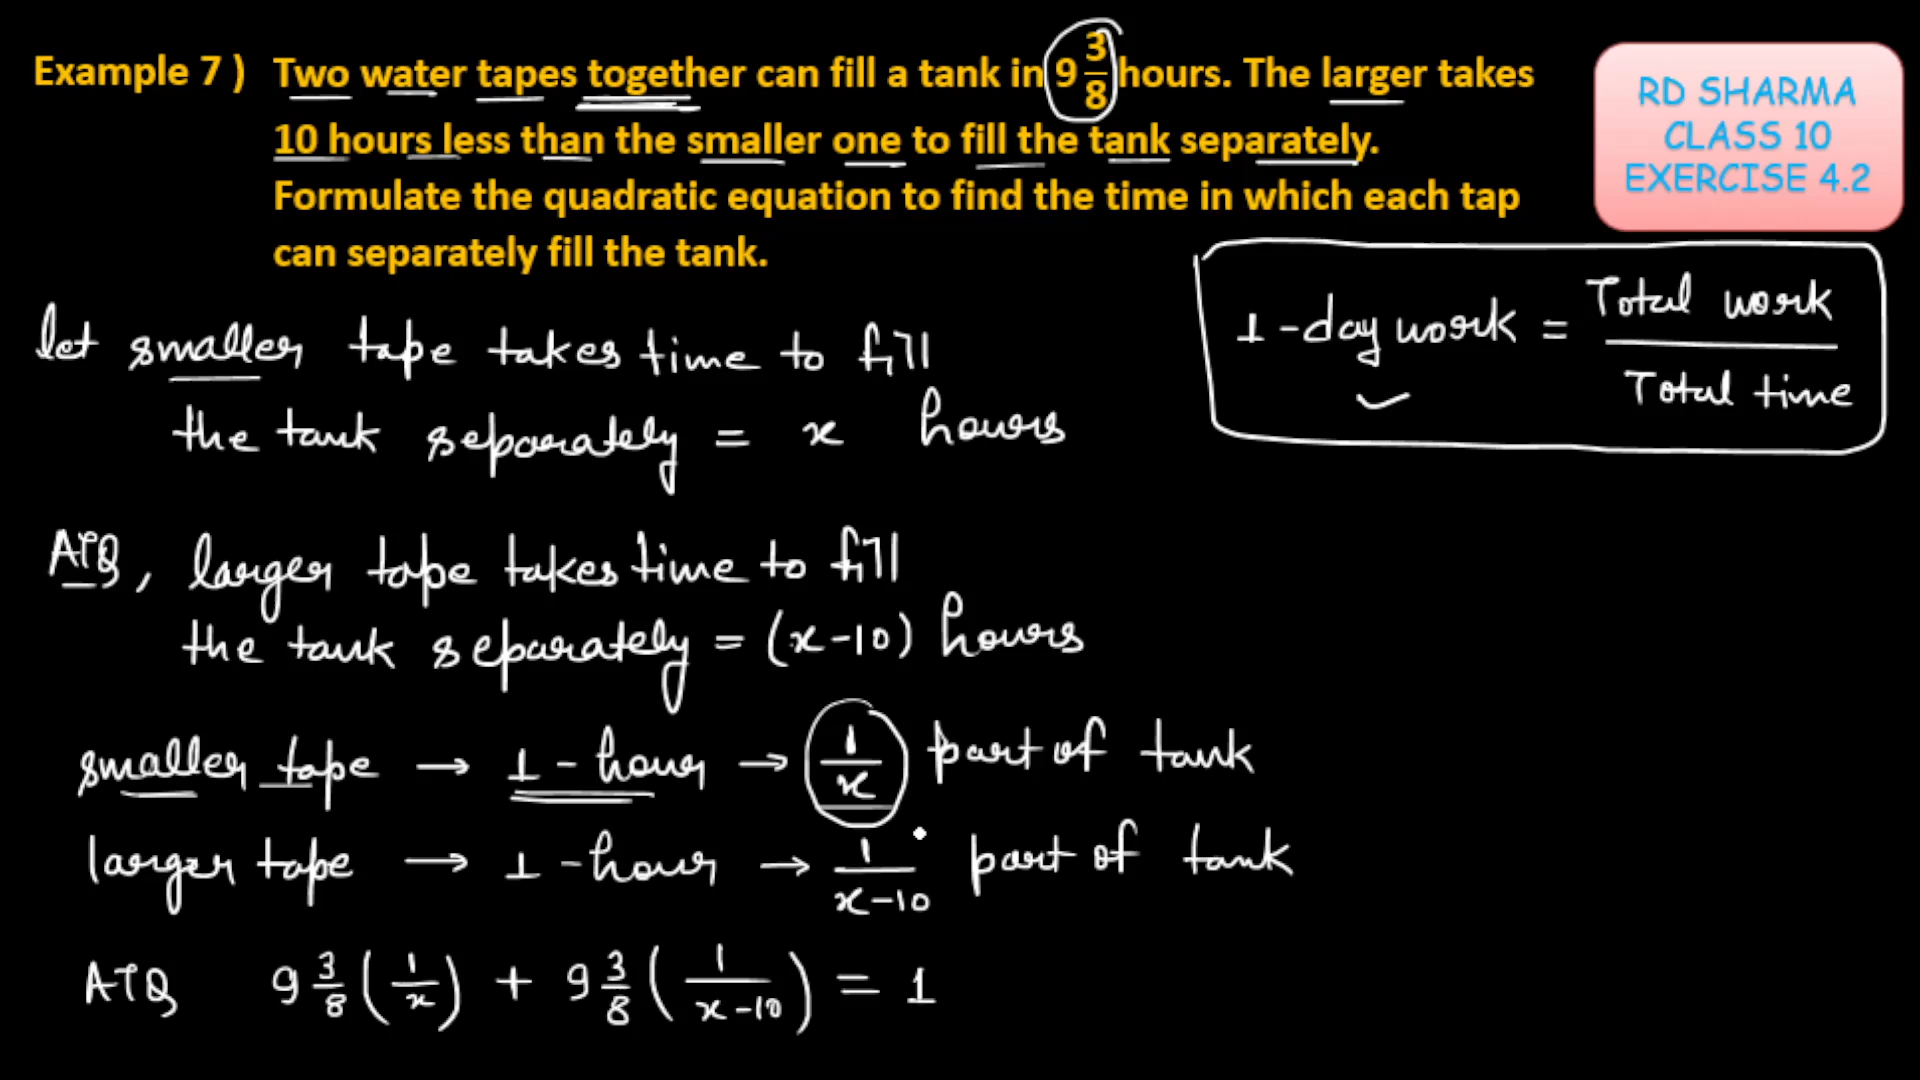 Example 7 ) Two water tapes together can fill a tank in 9 3/8 hours. The larger takes
10 hours less than the smaller one to fill the tank separately.
Formulate the quadratic equation to find the time in which each tap
can separately fill the tank.
RD SHARMA
CLASS 10
EXERCISE 4.2
1-day work = Total work / Total time
let smaller tape takes time to fill
the tank separately = x hours
ATQ, larger tape takes time to fill
the tank separately = (x-10) hours
smaller tape → 1-hour → 1/x part of tank
larger tape → 1-hour → 1/x-10 part of tank
ATQ 9 3/8 (1/x) + 9 3/8 (1/x-10) = 1